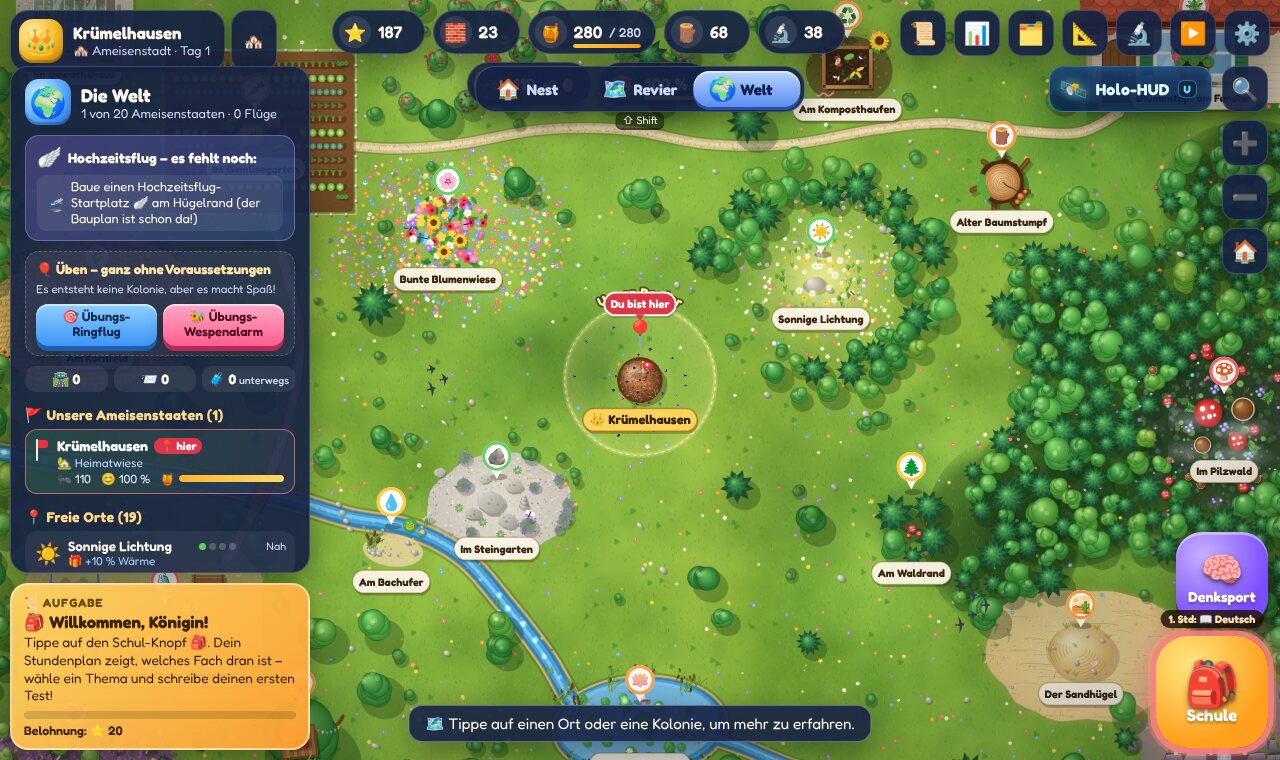 Krümelhausen
Ameisenstadt · Tag 1
187
23
280 / 280
68
38
Nest
Revier
Welt
⇧ Shift
Holo-HUD U
Die Welt
1 von 20 Ameisenstaaten · 0 Flüge
Hochzeitsflug – es fehlt noch:
Baue einen Hochzeitsflug-
Startplatz am Hügelrand (der
Bauplan ist schon da!)
Üben – ganz ohne Voraussetzungen
Es entsteht keine Kolonie, aber es macht Spaß!
Übungs-
Ringflug
Übungs-
Wespenalarm
0
0
0 unterwegs
Unsere Ameisenstaaten (1)
Krümelhausen hier
Heimatwiese
110 100 %
Freie Orte (19)
Sonnige Lichtung Nah
+10 % Wärme
AUFGABE
Willkommen, Königin!
Tippe auf den Schul-Knopf. Dein
Stundenplan zeigt, welches Fach dran ist –
wähle ein Thema und schreibe deinen ersten
Test!
Belohnung: 20
Am Komposthaufen
Alter Baumstumpf
Bunte Blumenwiese
Du bist hier
Sonnige Lichtung
Krümelhausen
Im Pilzwald
Im Steingarten
Am Bachufer
Am Waldrand
Der Sandhügel
Denksport
1. Std: Deutsch
Schule
Tippe auf einen Ort oder eine Kolonie, um mehr zu erfahren.